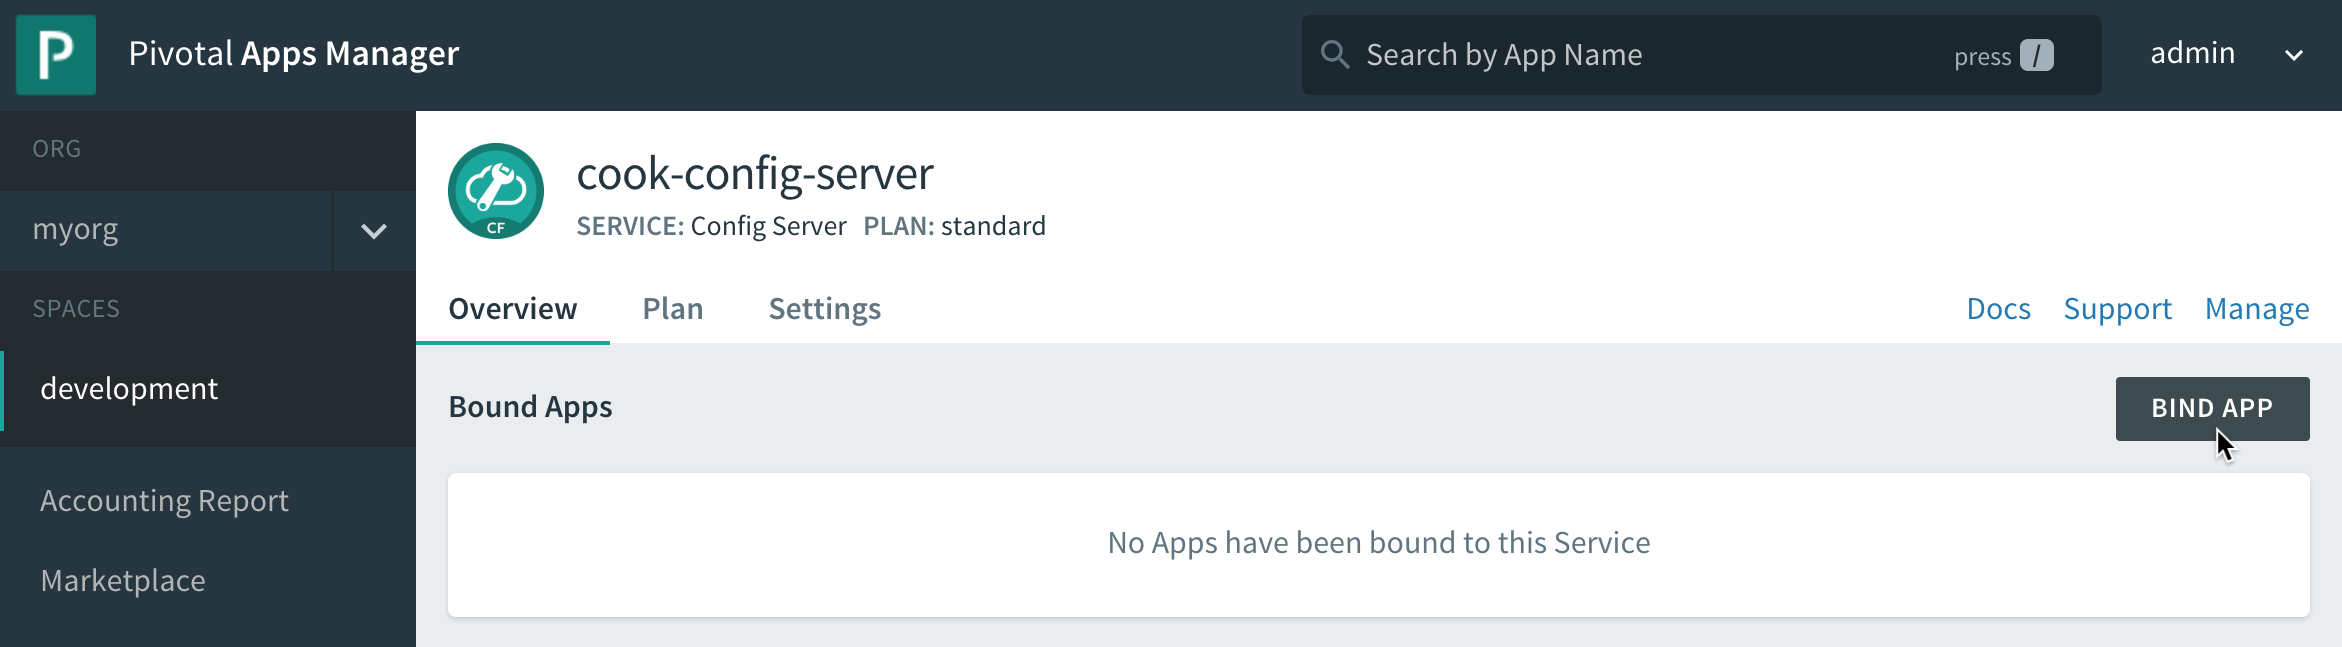 P
Pivotal Apps Manager
Search by App Name
press /
admin
ORG
myorg
SPACES
development
Accounting Report
Marketplace
CF
cook-config-server
SERVICE: Config Server PLAN: standard
Overview Plan Settings
Docs Support Manage
Bound Apps
BIND APP
No Apps have been bound to this Service